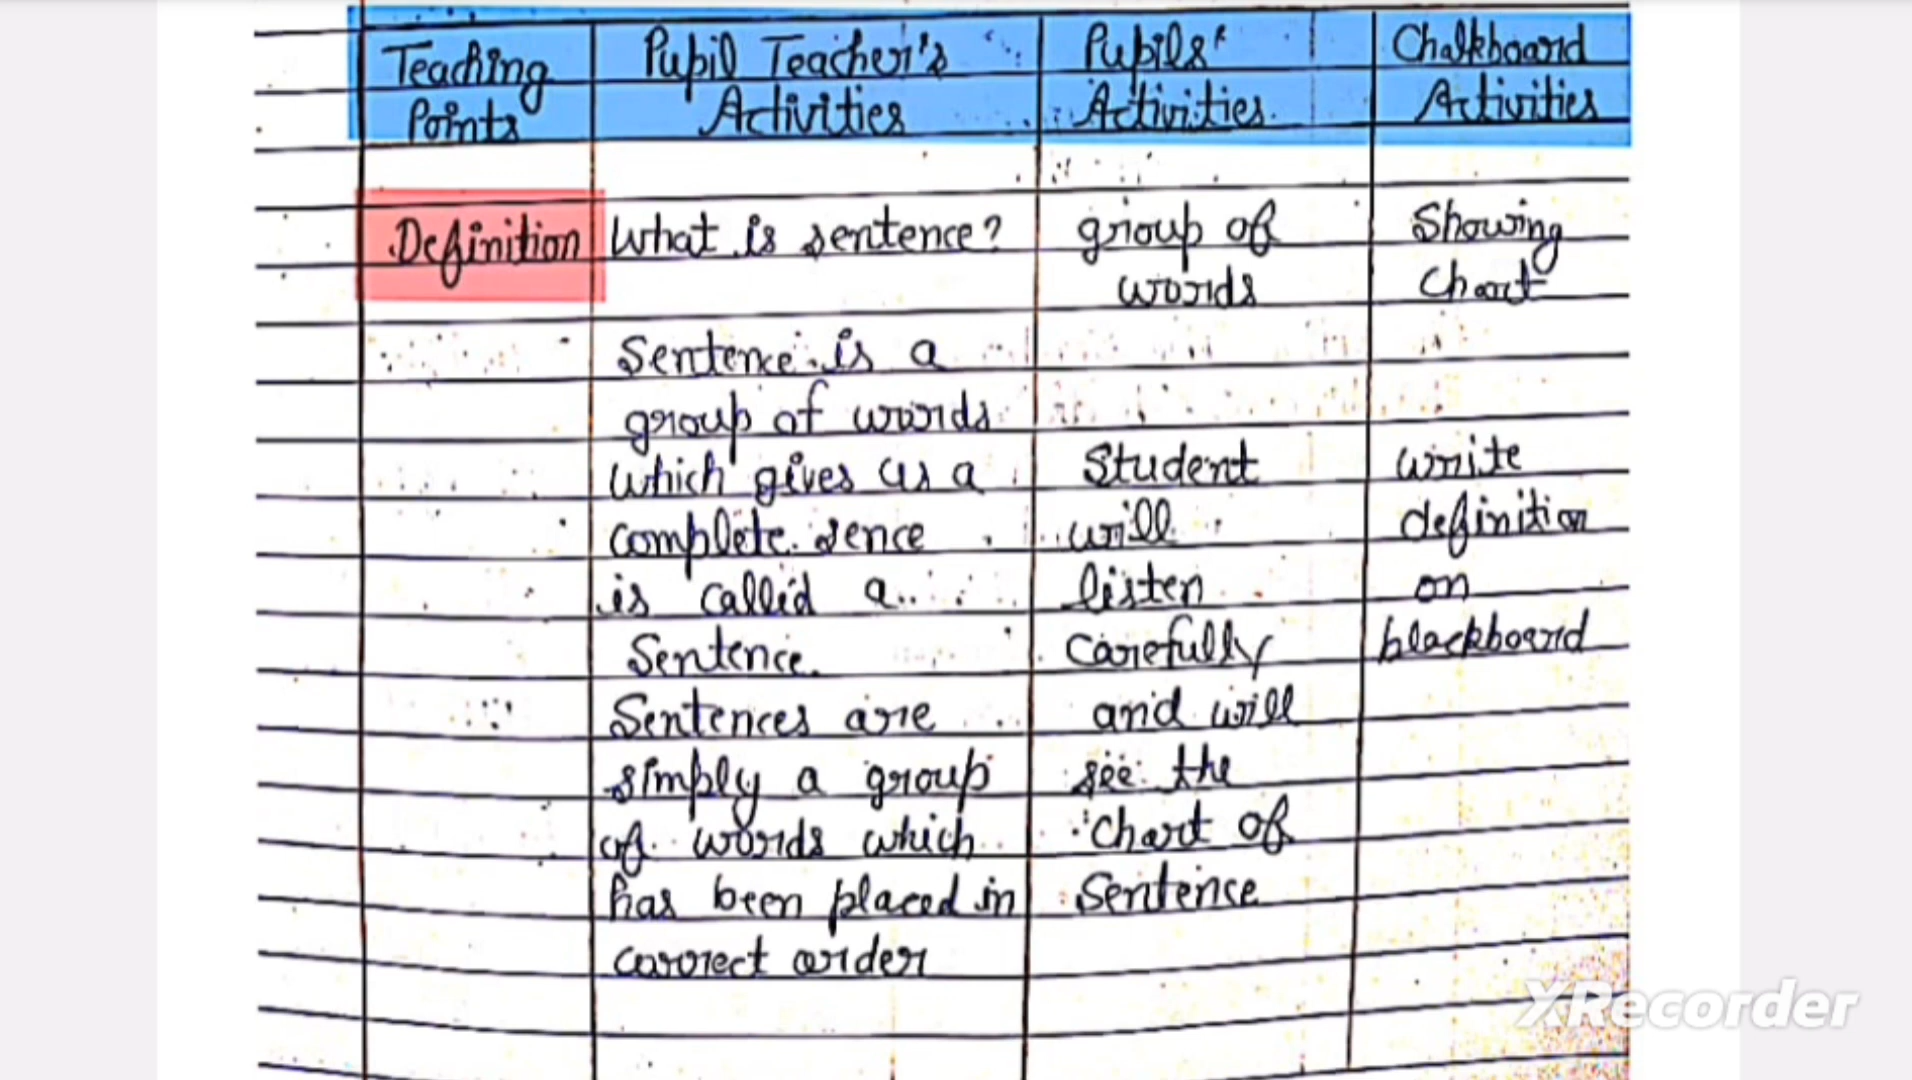 Teaching Points
Pupil Teacher's Activities
Pupils' Activities
Chalkboard Activities
Definition
What is sentence?
group of
words
Showing
Chart
Sentence is a
group of words
which gives us a
complete sence
is called a
Sentence.
Sentences are
simply a group
of words which
has been placed in
correct order
Student
will
listen
Carefully
and will
see the
chart of
Sentence
write
definition
on
blackboard
XRecorder